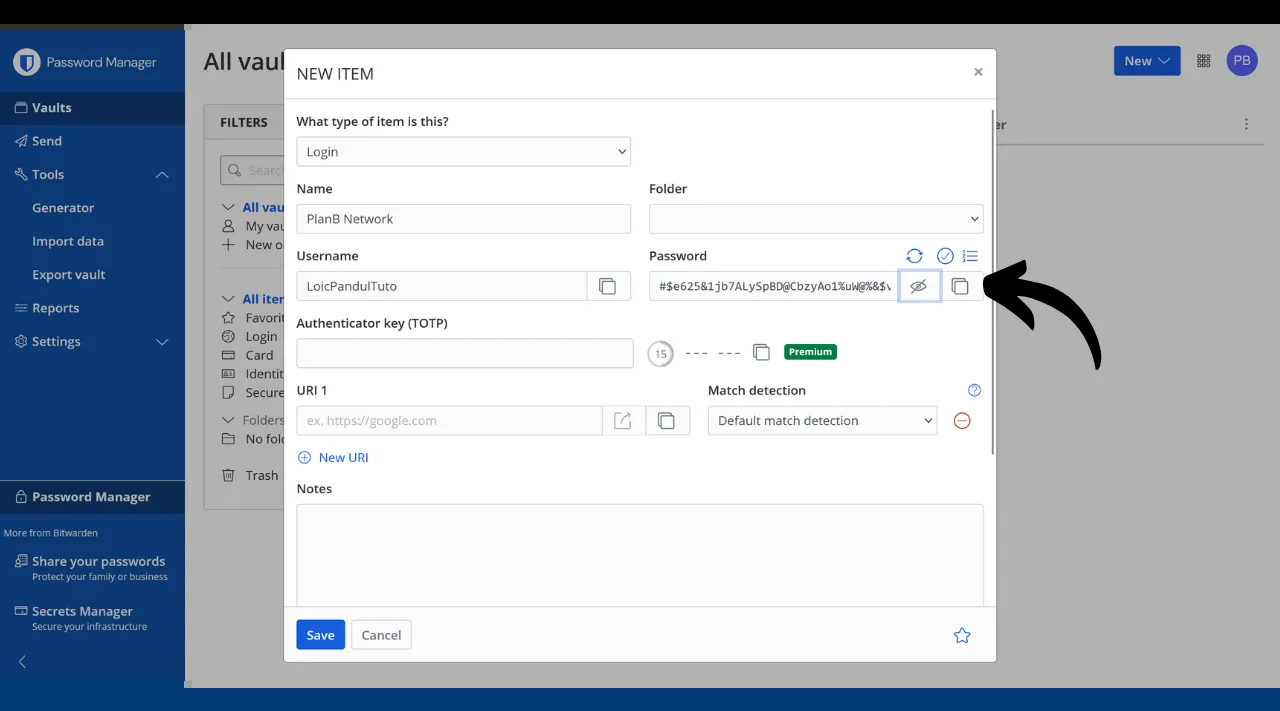 Password Manager
Vaults
Send
Tools
Generator
Import data
Export vault
Reports
Settings
Password Manager
More from Bitwarden
Share your passwords
Protect your family or business
Secrets Manager
Secure your infrastructure
All vaul
New
PB
FILTERS
Search
All vau
My vau
New o
All iter
Favorit
Login
Card
Identit
Secure
Folders
No fold
Trash
er
NEW ITEM
What type of item is this?
Login
Name
Folder
PlanB Network
Username
Password
LoicPandulTuto
#$e625&1jb7ALySpBD@CbzyAo1%uW@%&$v
Authenticator key (TOTP)
15 --- --- Premium
URI 1
Match detection
ex. https://google.com
Default match detection
New URI
Notes
Save
Cancel